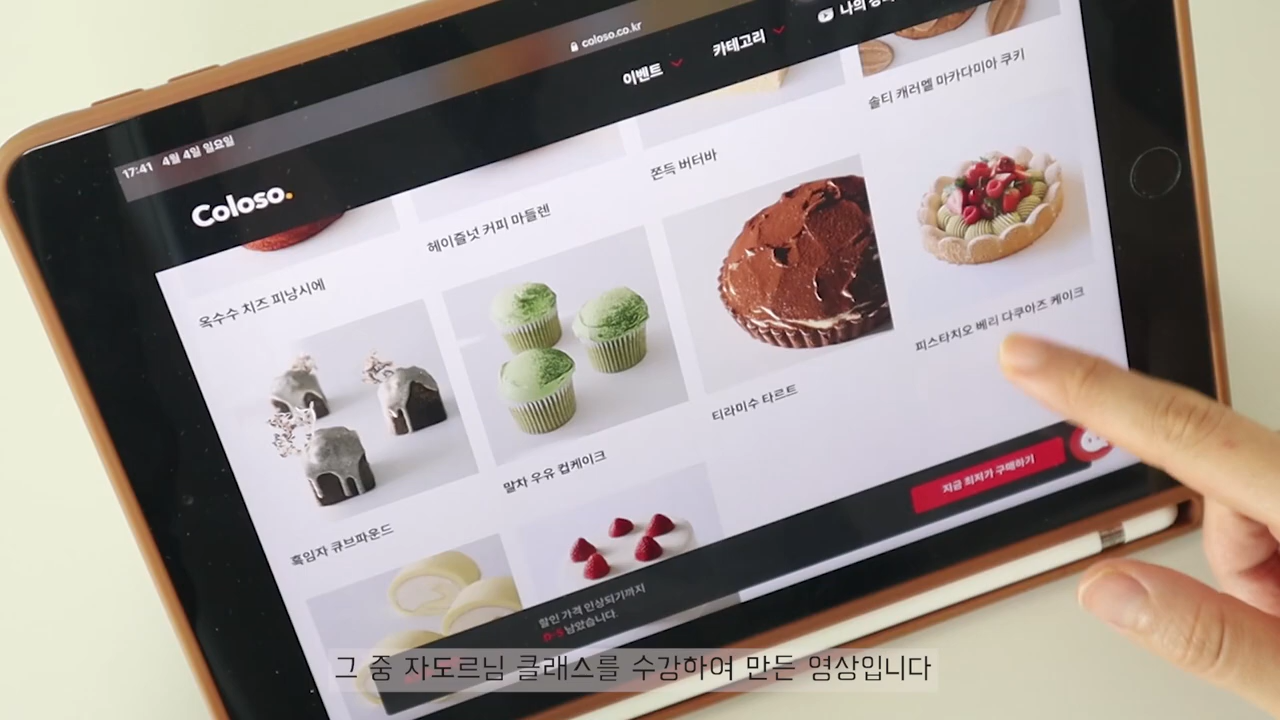 coloso.co.kr
17:41 4월 4일 일요일
Coloso.
이벤트
카테고리
나의
솔티 캐러멜 마카다미아 쿠키
쫀득 버터바
헤이즐넛 커피 마들렌
옥수수 치즈 피낭시에
피스타치오 베리 다쿠아즈 케이크
티라미수 타르트
말차 우유 컵케이크
흑임자 큐브파운드
지금 최저가 구매하기
할인 가격 인상되기까지
D-5 남았습니다.
그 중 자도르님 클래스를 수강하여 만든 영상입니다